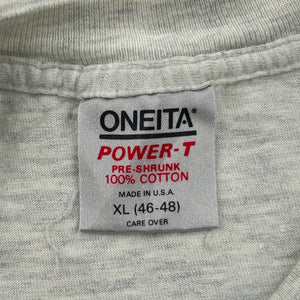 ONEITA
POWER-T
PRE-SHRUNK
100% COTTON
MADE IN U.S.A.
XL (46-48)
CARE OVER